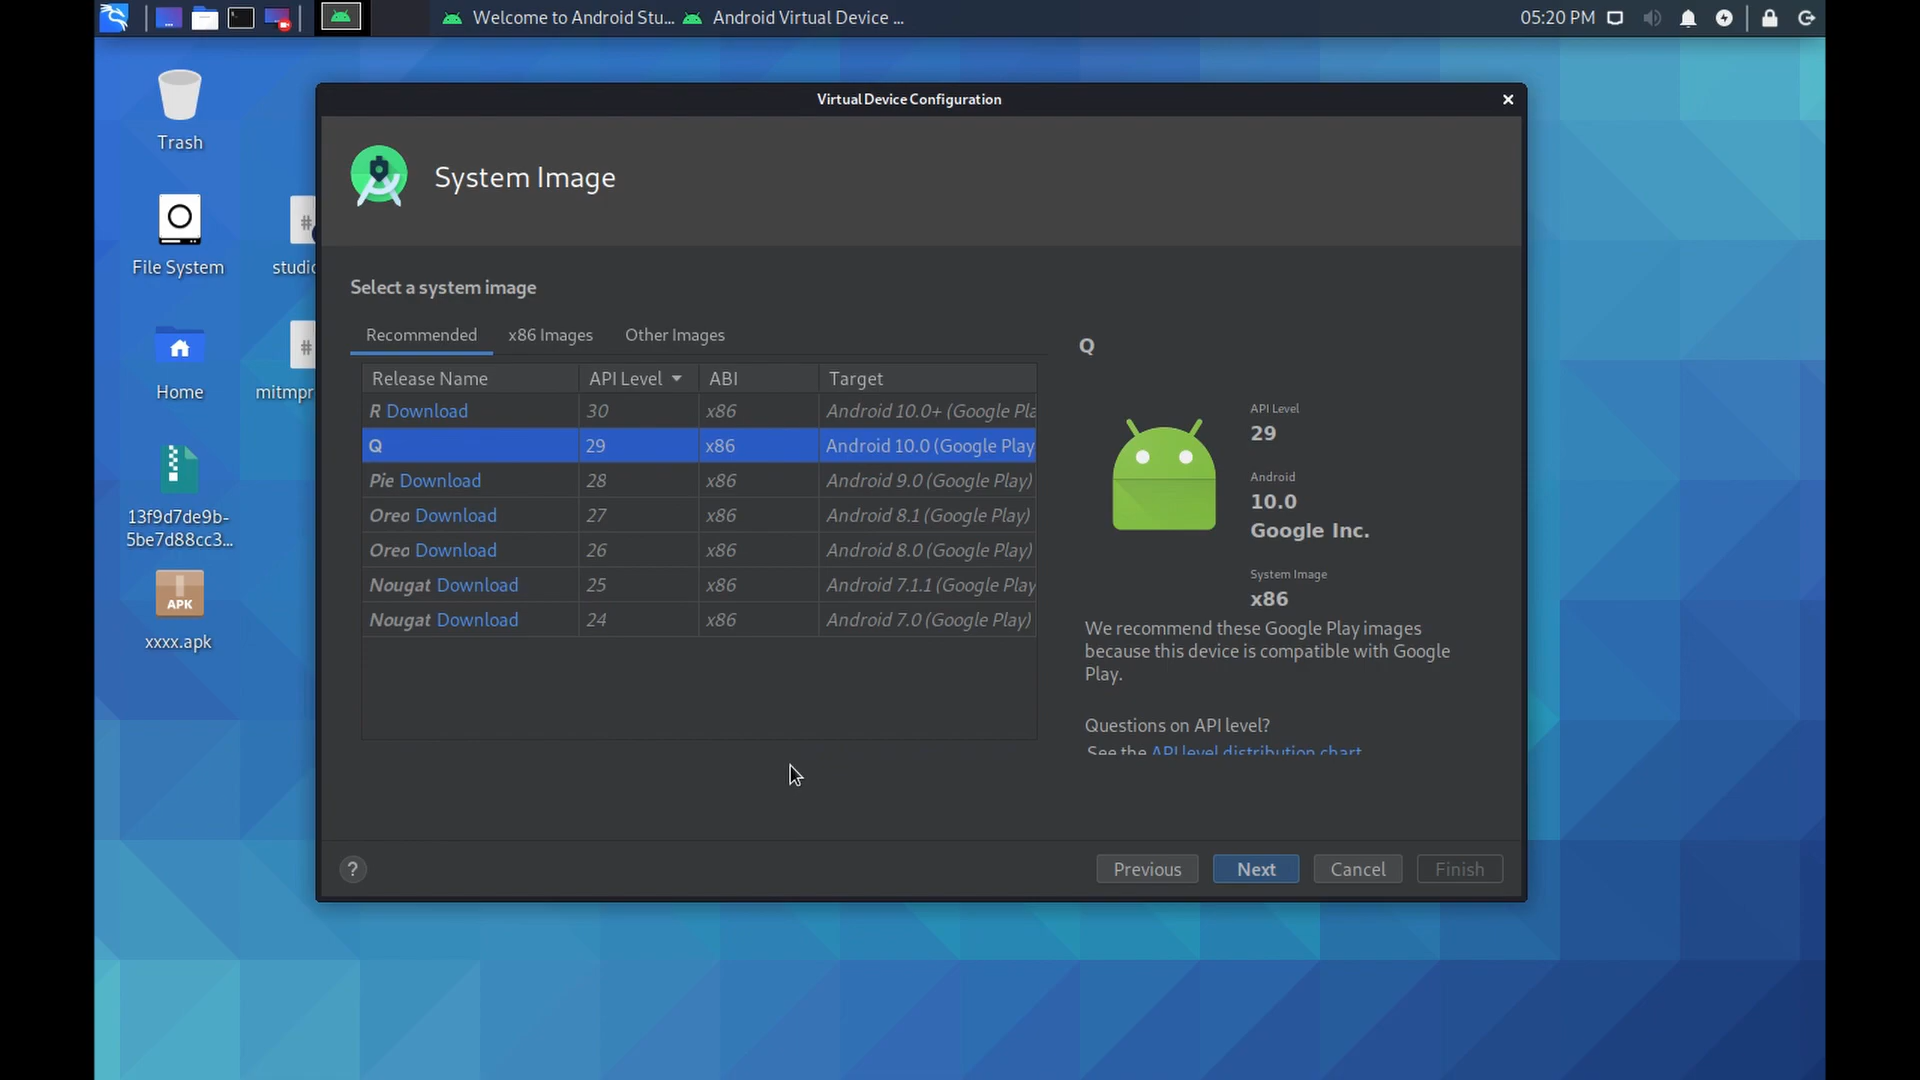 Welcome to Android Stu...
Android Virtual Device ...
05:20 PM
Trash
File System
Home
13f9d7de9b-
5be7d88cc3...
APK
xxxx.apk
#
studio
#
mitmpr
Virtual Device Configuration
System Image
Select a system image
Recommended
x86 Images
Other Images
Release Name API Level ABI Target
R Download 30 x86 Android 10.0+ (Google Pla
Q 29 x86 Android 10.0 (Google Play
Pie Download 28 x86 Android 9.0 (Google Play)
Oreo Download 27 x86 Android 8.1 (Google Play)
Oreo Download 26 x86 Android 8.0 (Google Play)
Nougat Download 25 x86 Android 7.1.1 (Google Play
Nougat Download 24 x86 Android 7.0 (Google Play)
Q
API Level
29
Android
10.0
Google Inc.
System Image
x86
We recommend these Google Play images
because this device is compatible with Google
Play.
Questions on API level?
See the API level distribution chart
?
Previous
Next
Cancel
Finish